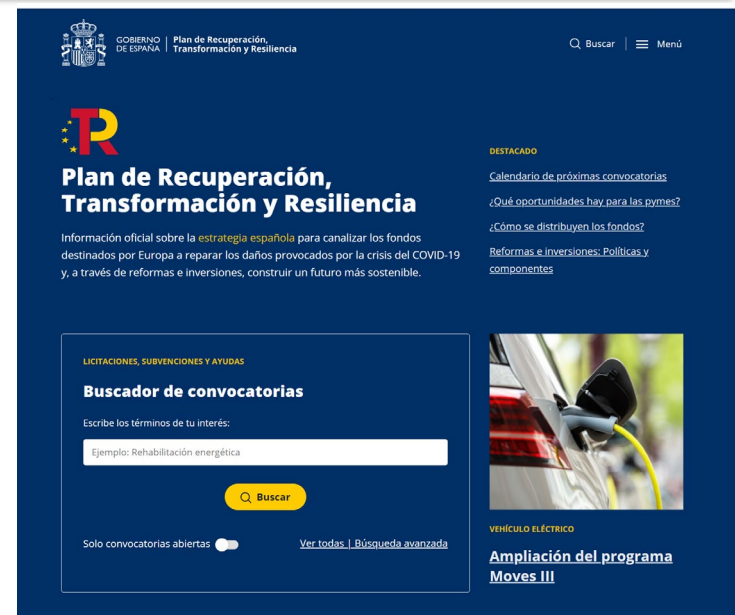 GOBIERNO
DE ESPAÑA
Plan de Recuperación,
Transformación y Resiliencia
Buscar
Menú
TR
Plan de Recuperación,
Transformación y Resiliencia
Información oficial sobre la estrategia española para canalizar los fondos
destinados por Europa a reparar los daños provocados por la crisis del COVID-19
y, a través de reformas e inversiones, construir un futuro más sostenible.
DESTACADO
Calendario de próximas convocatorias
¿Qué oportunidades hay para las pymes?
¿Cómo se distribuyen los fondos?
Reformas e inversiones: Políticas y
componentes
LICITACIONES, SUBVENCIONES Y AYUDAS
Buscador de convocatorias
Escribe los términos de tu interés:
Ejemplo: Rehabilitación energética
Buscar
Solo convocatorias abiertas
Ver todas | Búsqueda avanzada
VEHÍCULO ELÉCTRICO
Ampliación del programa
Moves III